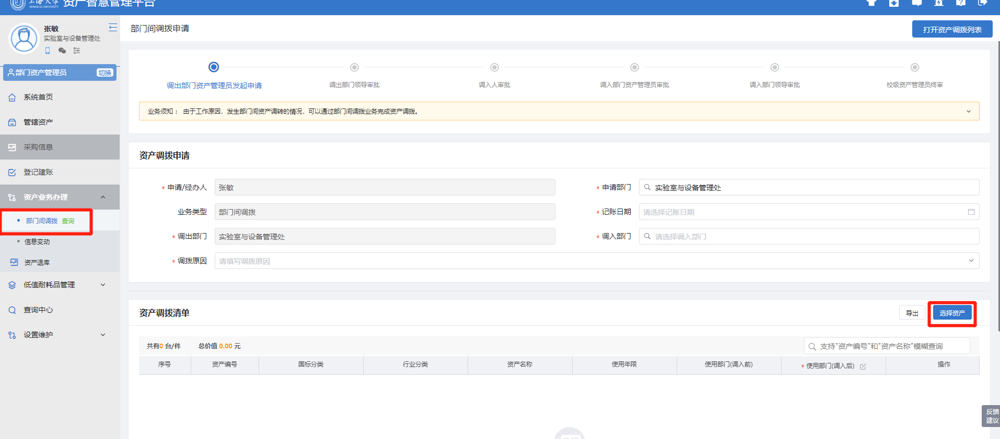 上海大学
SHANGHAI UNIVERSITY
资产智慧管理平台
张敏
实验室与设备管理处
部门资产管理员
切换
系统首页
管辖资产
采购信息
登记建账
资产业务办理
部门间调拨 查询
信息变动
资产退库
低值耐耗品管理
查询中心
设置维护
部门间调拨申请
打开资产调拨列表
调出部门资产管理员发起申请
调出部门领导审批
调入人审批
调入部门资产管理员审批
调入部门领导审批
校级资产管理员终审
业务须知： 由于工作原因，发生部门间资产调转的情况，可以通过部门间调拨业务完成资产调拨。
资产调拨申请
* 申请/经办人 张敏
* 申请部门 实验室与设备管理处
业务类型 部门间调拨
* 记账日期 请选择记账日期
* 调出部门 实验室与设备管理处
* 调入部门 请选择调入部门
* 调拨原因 请填写调拨原因
资产调拨清单
导出
选择资产
共有0 台/件 总价值 0.00 元
支持"资产编号"和"资产名称"模糊查询
序号 资产编号 国标分类 行业分类 资产名称 使用年限 使用部门(调入前) * 使用部门(调入后) 操作
反馈
建议